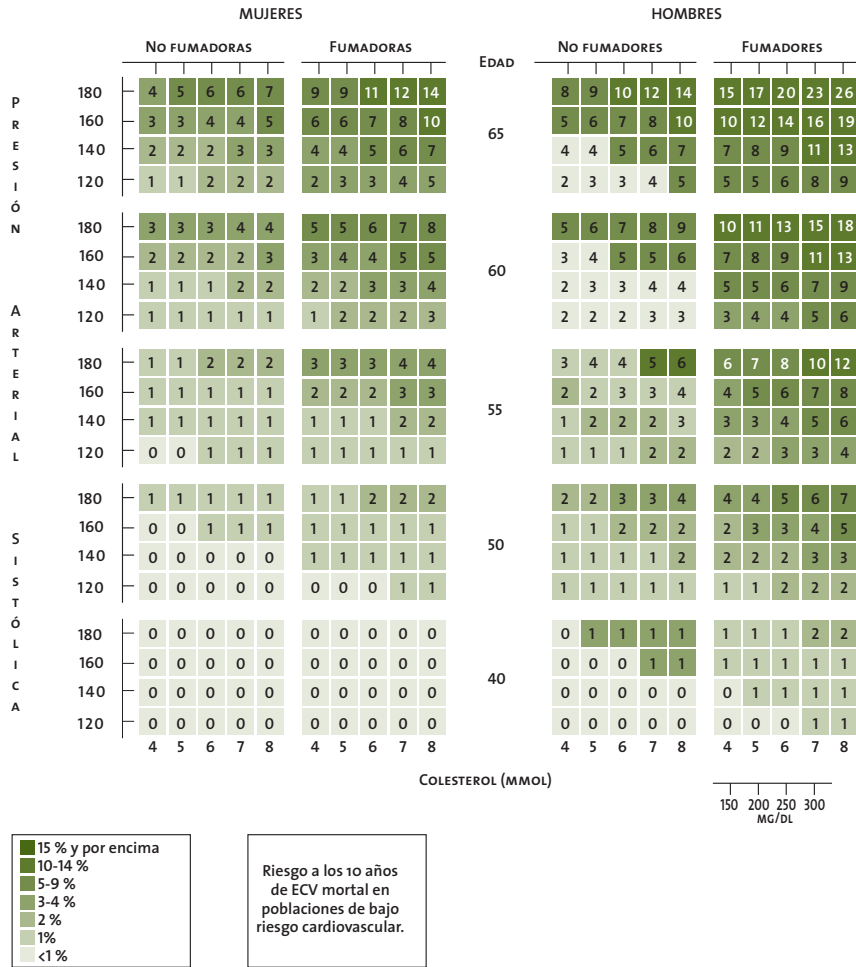 MUJERES HOMBRES
No fumadoras Fumadoras Edad No fumadores Fumadores
Presión Arterial Sistólica
180 4 5 6 6 7 9 9 11 12 14 8 9 10 12 14 15 17 20 23 26
160 3 3 4 4 5 6 6 7 8 10 5 6 7 8 10 10 12 14 16 19
65
140 2 2 2 3 3 4 4 5 6 7 4 4 5 6 7 7 8 9 11 13
120 1 1 2 2 2 2 3 3 4 5 2 3 3 4 5 5 5 6 8 9
180 3 3 3 4 4 5 5 6 7 8 5 6 7 8 9 10 11 13 15 18
160 2 2 2 2 3 3 4 4 5 5 3 4 5 5 6 7 8 9 11 13
60
140 1 1 1 2 2 2 2 3 3 4 2 3 3 4 4 5 5 6 7 9
120 1 1 1 1 1 1 2 2 2 3 2 2 2 3 3 3 4 4 5 6
180 1 1 2 2 2 3 3 3 4 4 3 4 4 5 6 6 7 8 10 12
160 1 1 1 1 1 2 2 2 3 3 2 2 3 3 4 4 5 6 7 8
55
140 1 1 1 1 1 1 1 1 2 2 1 2 2 2 3 3 3 4 5 6
120 0 0 1 1 1 1 1 1 1 1 1 1 1 2 2 2 2 3 3 4
180 1 1 1 1 1 1 1 2 2 2 2 2 3 3 4 4 4 5 6 7
160 0 0 1 1 1 1 1 1 1 1 1 1 2 2 2 2 3 3 4 5
50
140 0 0 0 0 0 1 1 1 1 1 1 1 1 1 2 2 2 2 3 3
120 0 0 0 0 0 0 0 0 1 1 1 1 1 1 1 1 1 2 2 2
180 0 0 0 0 0 0 0 0 0 0 0 1 1 1 1 1 1 1 2 2
160 0 0 0 0 0 0 0 0 0 0 0 0 0 1 1 1 1 1 1 1
40
140 0 0 0 0 0 0 0 0 0 0 0 0 0 0 0 0 1 1 1 1
120 0 0 0 0 0 0 0 0 0 0 0 0 0 0 0 0 0 0 1 1
4 5 6 7 8 4 5 6 7 8 4 5 6 7 8 4 5 6 7 8
Colesterol (mmol)
150 200 250 300
mg/dl
15 % y por encima
10-14 %
5-9 %
3-4 %
2 %
1%
<1 %
Riesgo a los 10 años
de ECV mortal en
poblaciones de bajo
riesgo cardiovascular.